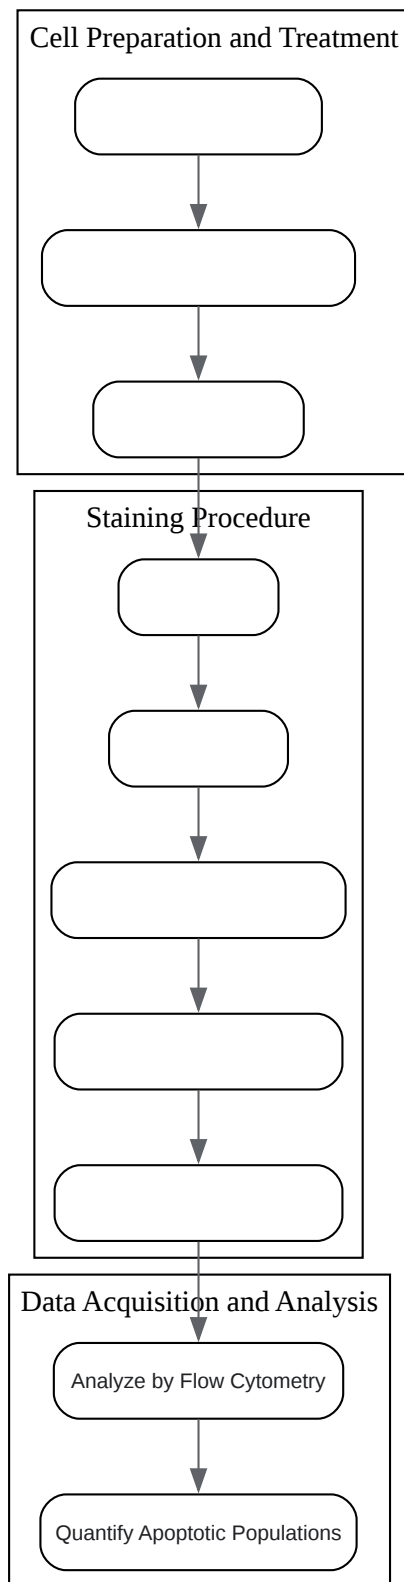 Cell Preparation and Treatment
Staining Procedure
Data Acquisition and Analysis
Analyze by Flow Cytometry
Quantify Apoptotic Populations